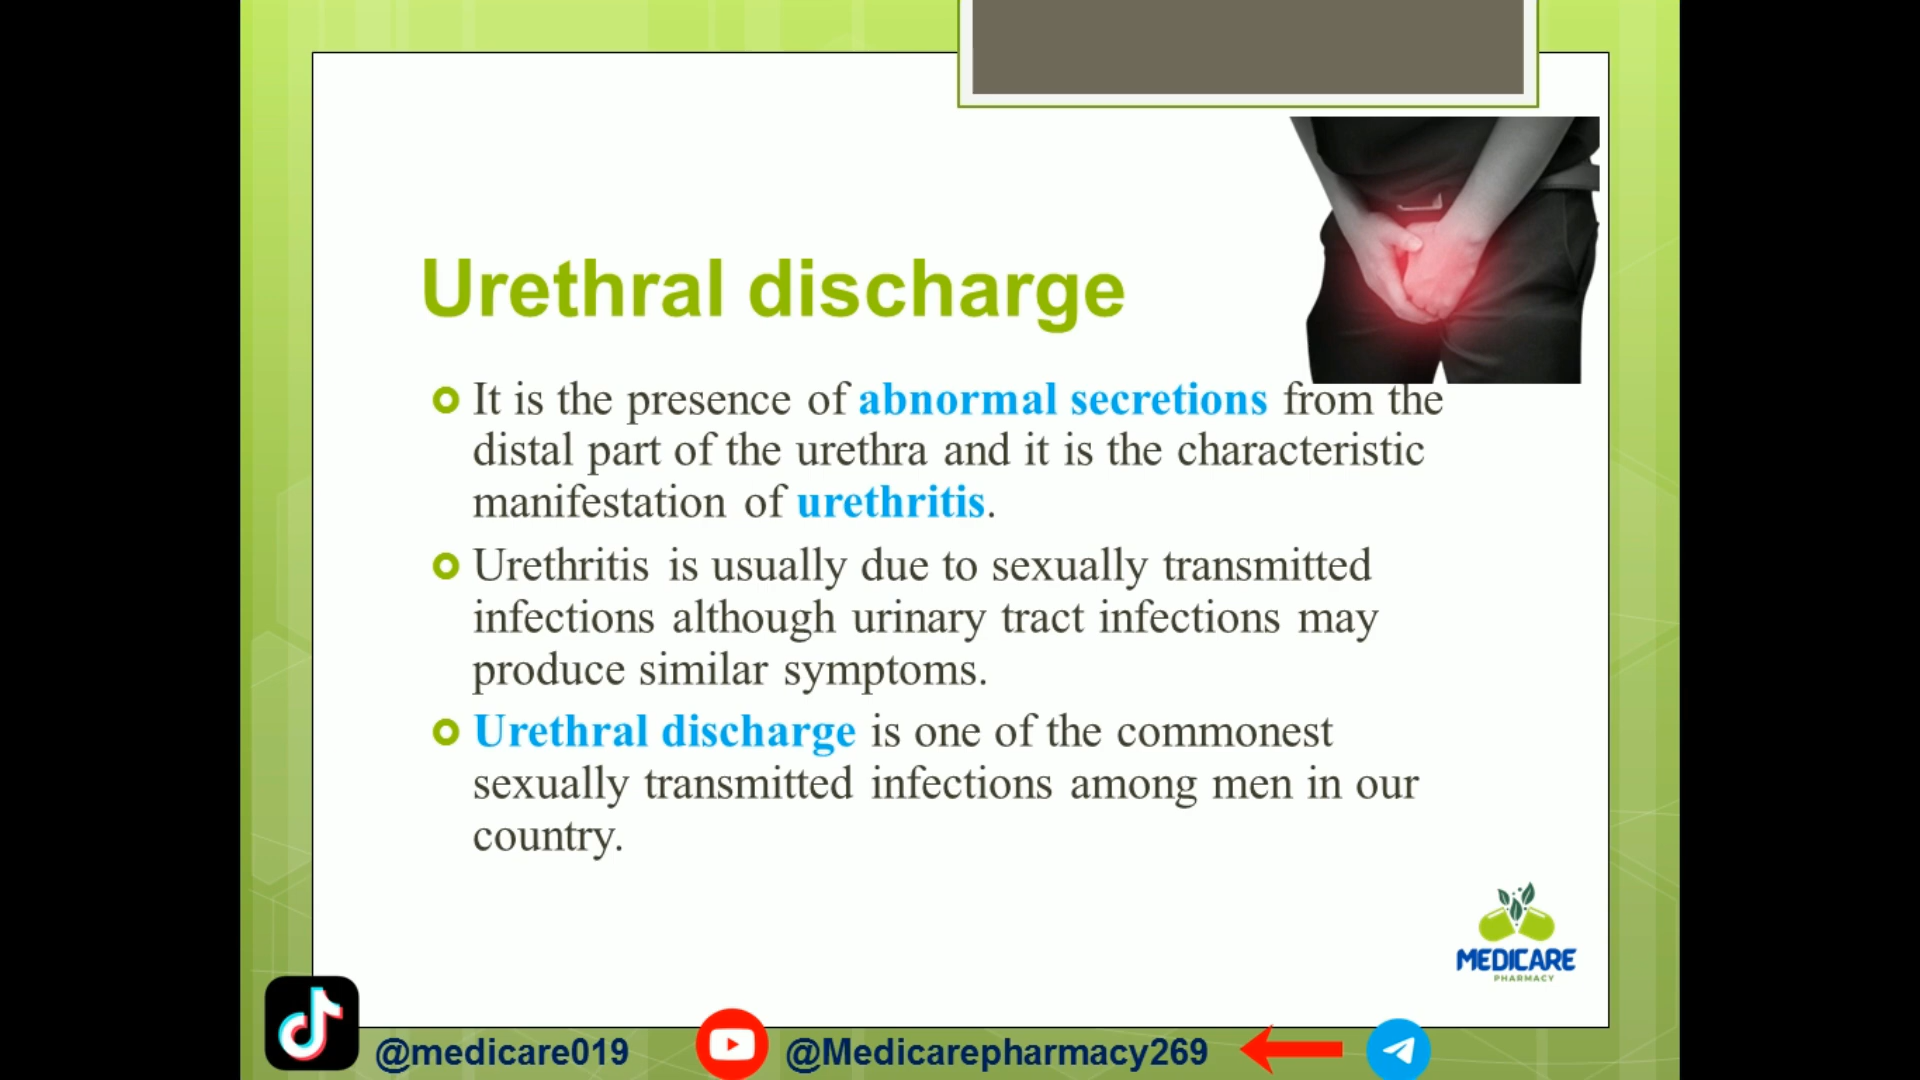 Urethral discharge
It is the presence of abnormal secretions from the
distal part of the urethra and it is the characteristic
manifestation of urethritis.
Urethritis is usually due to sexually transmitted
infections although urinary tract infections may
produce similar symptoms.
Urethral discharge is one of the commonest
sexually transmitted infections among men in our
country.
MEDICARE
PHARMACY
@medicare019
@Medicarepharmacy269